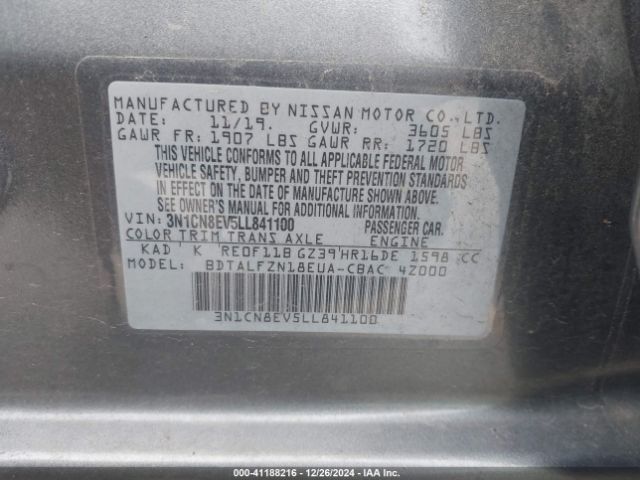 MANUFACTURED BY NISSAN MOTOR CO., LTD.
DATE: 11/19. GVWR: 3605 LBS
GAWR FR: 1907 LBS GAWR RR: 1720 LBS
THIS VEHICLE CONFORMS TO ALL APPLICABLE FEDERAL MOTOR
VEHICLE SAFETY, BUMPER AND THEFT PREVENTION STANDARDS
IN EFFECT ON THE DATE OF MANUFACTURE SHOWN ABOVE.
SEE OWNER'S MANUAL FOR ADDITIONAL INFORMATION.
VIN: 3N1CN8EV5LL841100 PASSENGER CAR.
COLOR TRIM TRANS AXLE ENGINE
KAD K RE0F11B GZ39 HR16DE 1598 CC
MODEL: BDTALFZN18EUA-CBAC 4Z000
3N1CN8EV5LL841100
000-41188216 - 12/26/2024 - IAA Inc.